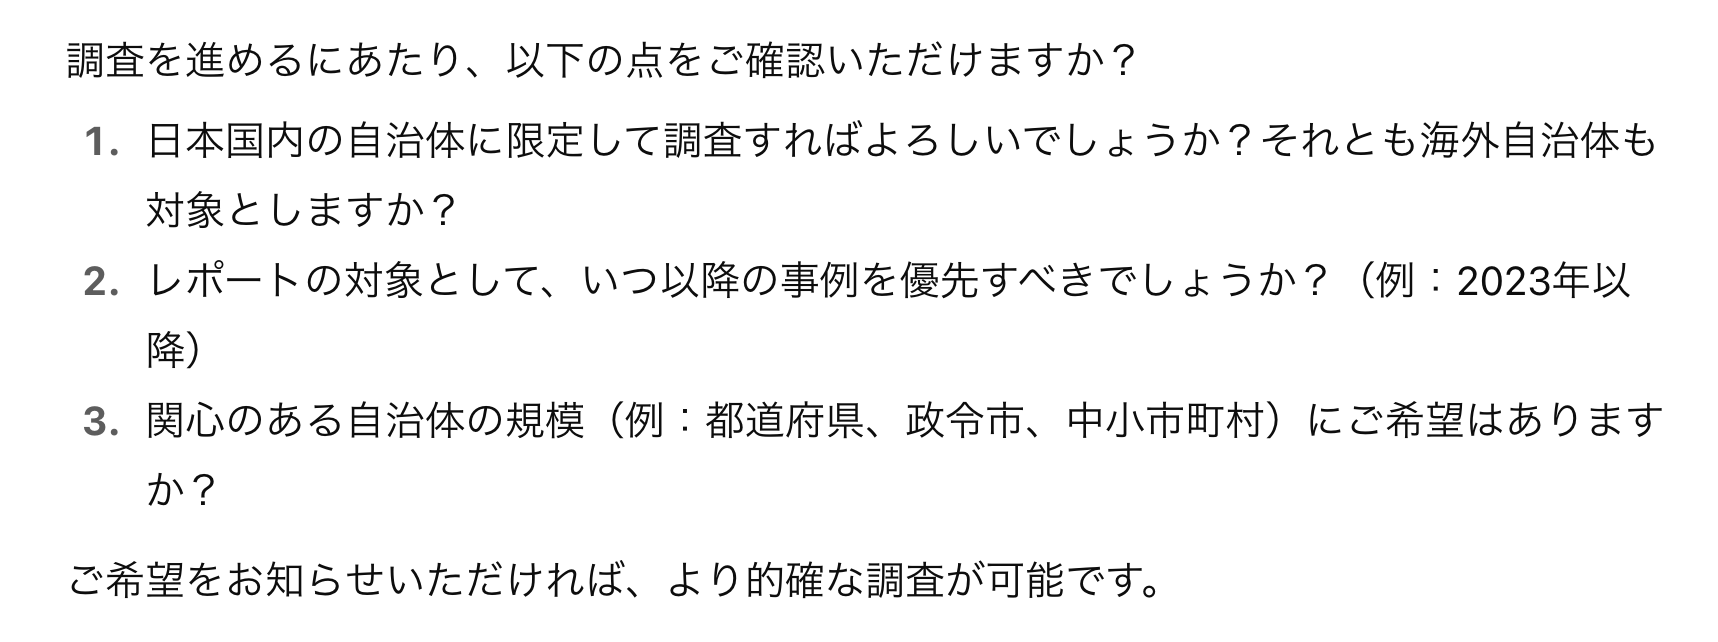 調査を進めるにあたり、以下の点をご確認いただけますか？
1. 日本国内の自治体に限定して調査すればよろしいでしょうか？それとも海外自治体も
対象としますか？
2. レポートの対象として、いつ以降の事例を優先すべきでしょうか？（例：2023年以
降）
3. 関心のある自治体の規模（例：都道府県、政令市、中小市町村）にご希望はあります
か？
ご希望をお知らせいただければ、より的確な調査が可能です。